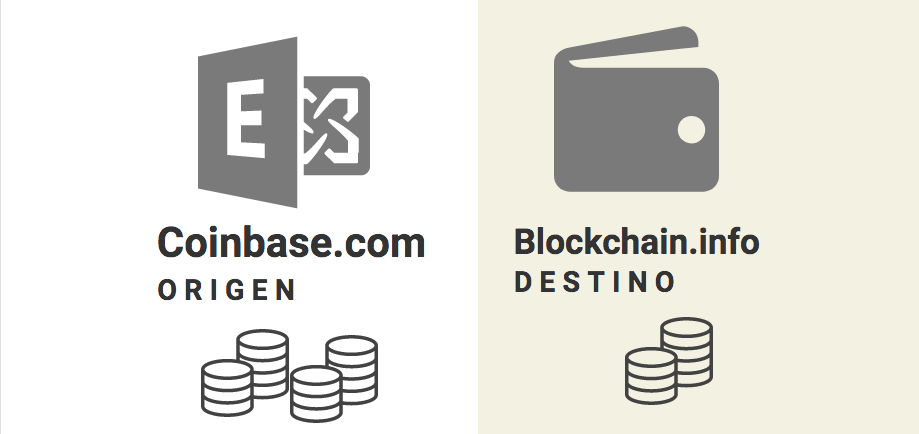 E
Coinbase.com
ORIGEN
Blockchain.info
DESTINO